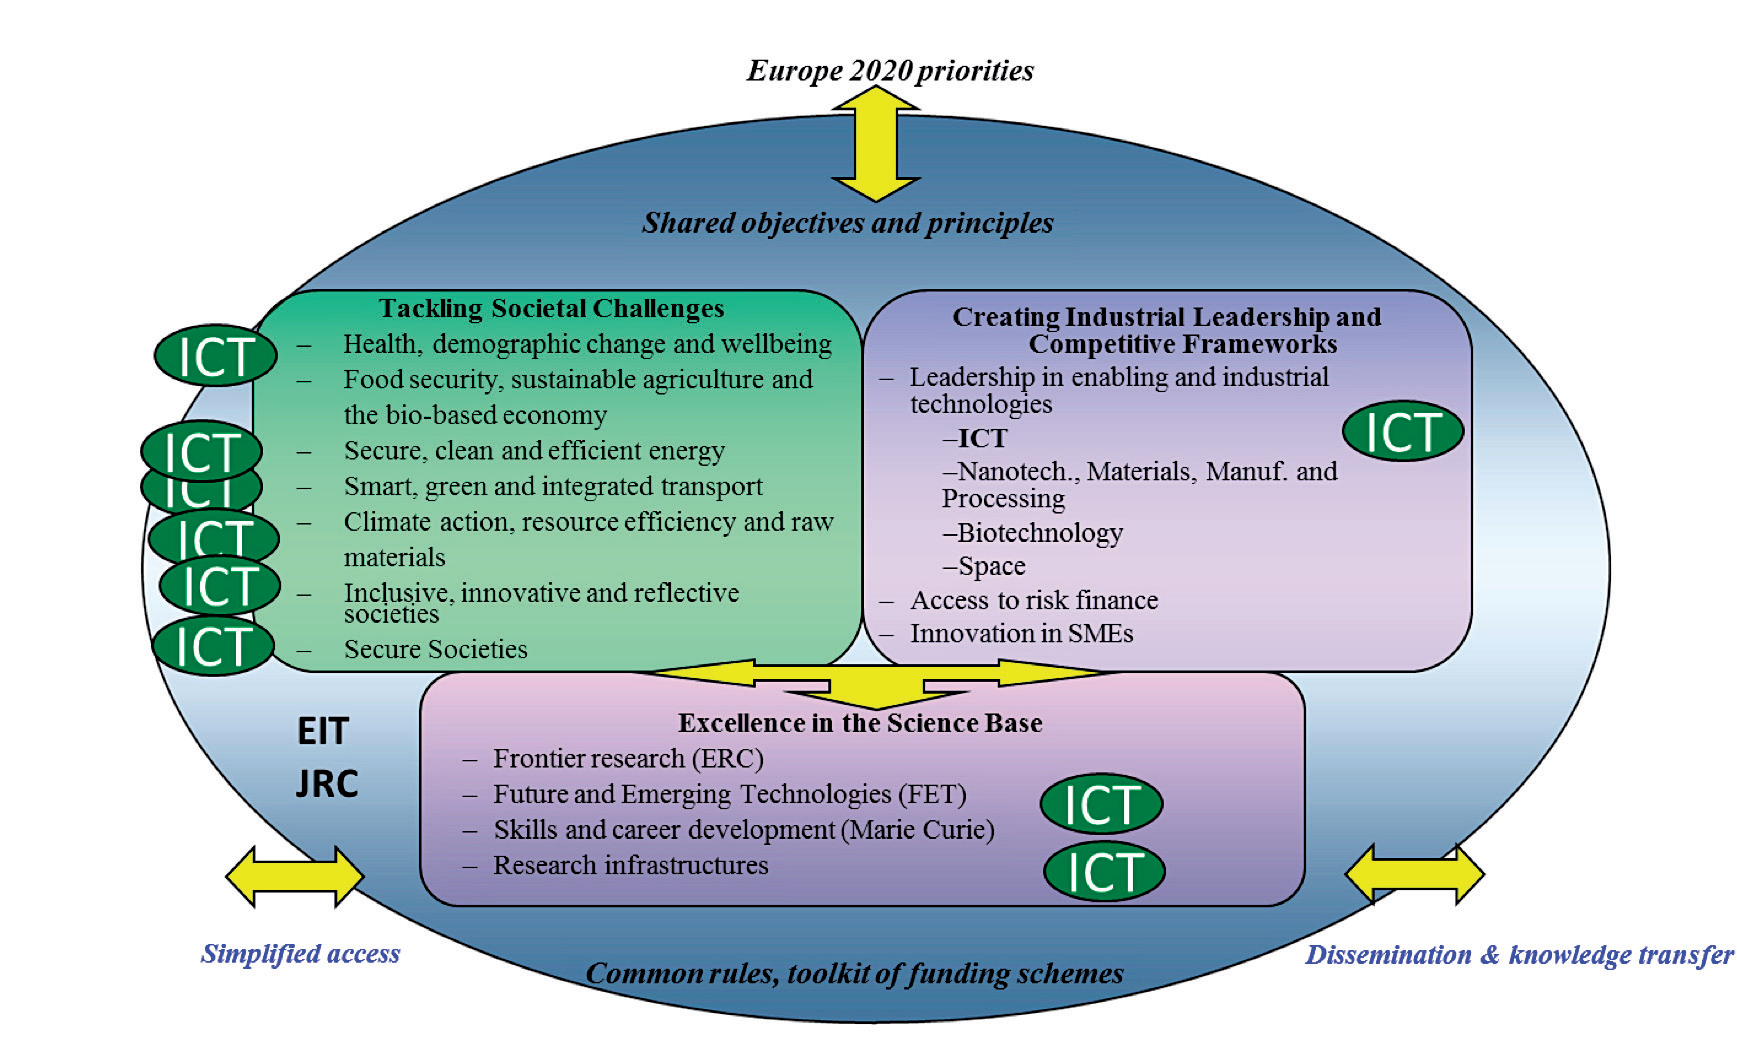 Europe 2020 priorities
Shared objectives and principles
Tackling Societal Challenges
– Health, demographic change and wellbeing
– Food security, sustainable agriculture and
the bio-based economy
– Secure, clean and efficient energy
– Smart, green and integrated transport
– Climate action, resource efficiency and raw
materials
– Inclusive, innovative and reflective
societies
– Secure Societies
ICT
ICT
ICT
ICT
ICT
ICT
Creating Industrial Leadership and
Competitive Frameworks
– Leadership in enabling and industrial
technologies
–ICT
–Nanotech., Materials, Manuf. and
Processing
–Biotechnology
–Space
– Access to risk finance
– Innovation in SMEs
ICT
Excellence in the Science Base
– Frontier research (ERC)
– Future and Emerging Technologies (FET)
– Skills and career development (Marie Curie)
– Research infrastructures
ICT
ICT
EIT
JRC
Simplified access
Common rules, toolkit of funding schemes
Dissemination & knowledge transfer